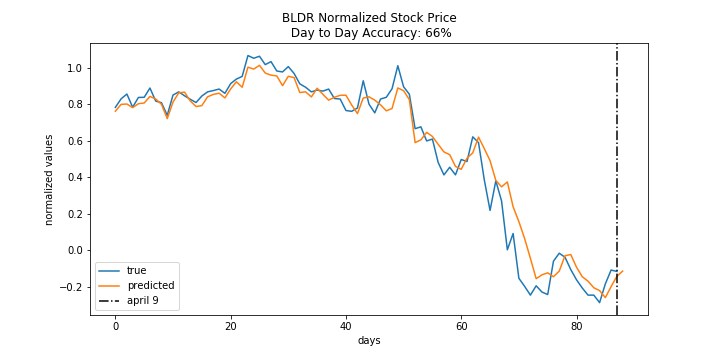 BLDR Normalized Stock Price
Day to Day Accuracy: 66%
normalized values
1.0
0.8
0.6
0.4
0.2
0.0
−0.2
true
predicted
april 9
0 20 40 60 80
days